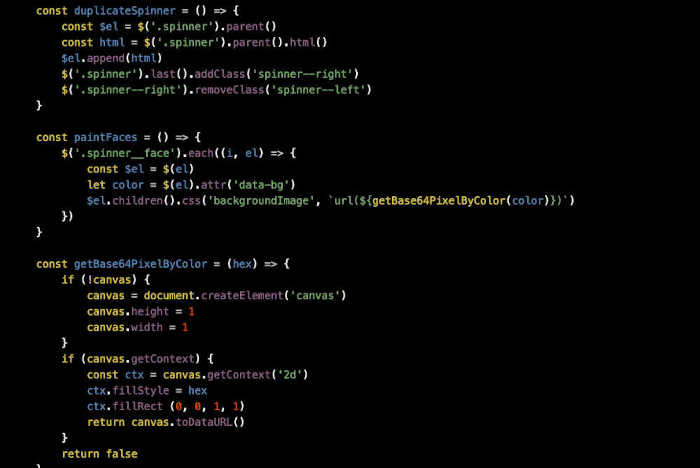 const duplicateSpinner = () => {
const $el = $('.spinner').parent()
const html = $('.spinner').parent().html()
$el.append(html)
$('.spinner').last().addClass('spinner--right')
$('.spinner--right').removeClass('spinner--left')
}
const paintFaces = () => {
$('.spinner__face').each((i, el) => {
const $el = $(el)
let color = $(el).attr('data-bg')
$el.children().css('backgroundImage', `url(${getBase64PixelByColor(color)})`)
})
}
const getBase64PixelByColor = (hex) => {
if (!canvas) {
canvas = document.createElement('canvas')
canvas.height = 1
canvas.width = 1
}
if (canvas.getContext) {
const ctx = canvas.getContext('2d')
ctx.fillStyle = hex
ctx.fillRect (0, 0, 1, 1)
return canvas.toDataURL()
}
return false